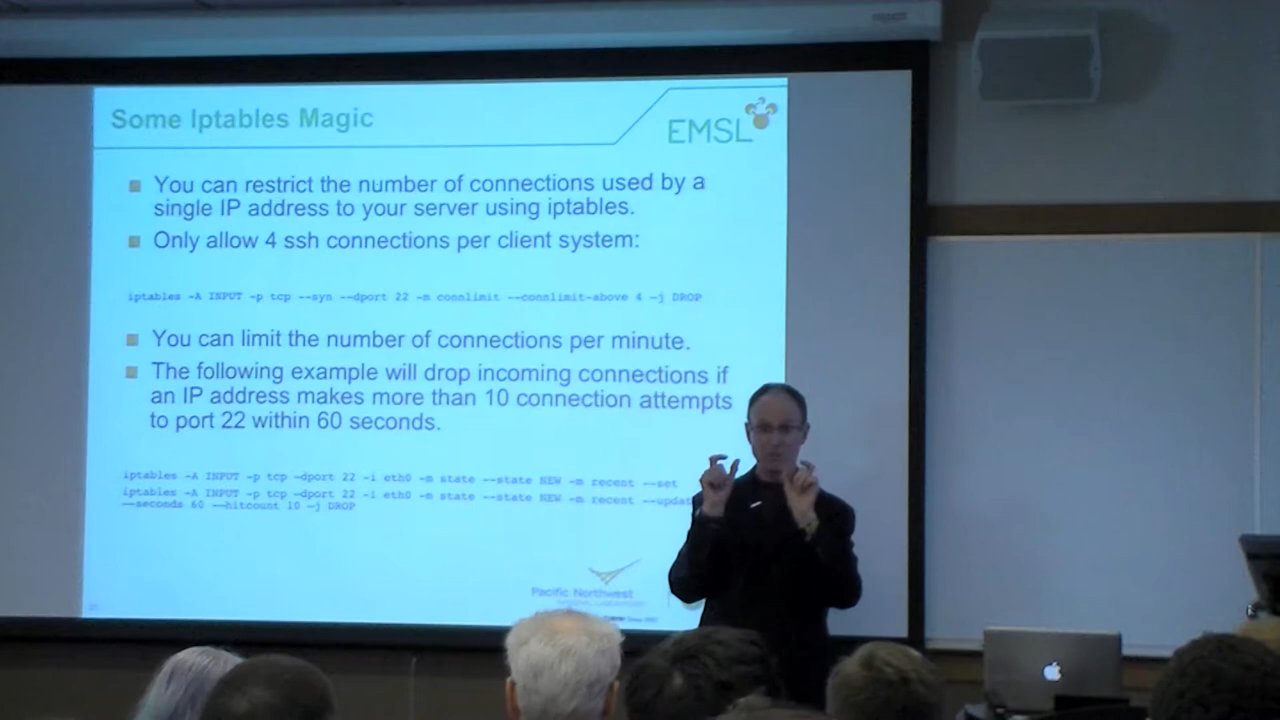 Some Iptables Magic
EMSL
You can restrict the number of connections used by a
single IP address to your server using iptables.
Only allow 4 ssh connections per client system:
iptables -A INPUT -p tcp --syn --dport 22 -m connlimit --connlimit-above 4 -j DROP
You can limit the number of connections per minute.
The following example will drop incoming connections if
an IP address makes more than 10 connection attempts
to port 22 within 60 seconds.
iptables -A INPUT -p tcp -dport 22 -i eth0 -m state --state NEW -m recent --set
iptables -A INPUT -p tcp -dport 22 -i eth0 -m state --state NEW -m recent --updat
--seconds 60 --hitcount 10 -j DROP
Pacific Northwest